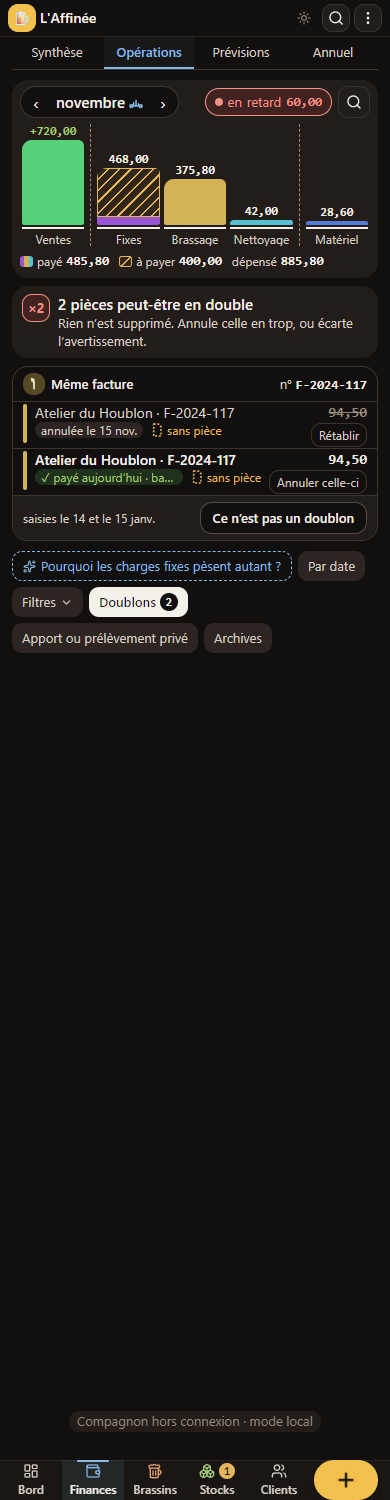 L'Affinée
Synthèse Opérations Prévisions Annuel
‹ novembre › en retard 60,00
+720,00 468,00 375,80 42,00 28,60
Ventes Fixes Brassage Nettoyage Matériel
payé 485,80 à payer 400,00 dépensé 885,80
×2 2 pièces peut-être en double
Rien n’est supprimé. Annule celle en trop, ou écarte
l’avertissement.
Même facture n° F-2024-117
Atelier du Houblon · F-2024-117 94,50
annulée le 15 nov. sans pièce Rétablir
Atelier du Houblon · F-2024-117 94,50
✓ payé aujourd’hui · ba… sans pièce Annuler celle-ci
saisies le 14 et le 15 janv. Ce n’est pas un doublon
Pourquoi les charges fixes pèsent autant ? Par date
Filtres Doublons 2
Apport ou prélèvement privé Archives
Compagnon hors connexion · mode local
1
Bord Finances Brassins Stocks Clients +